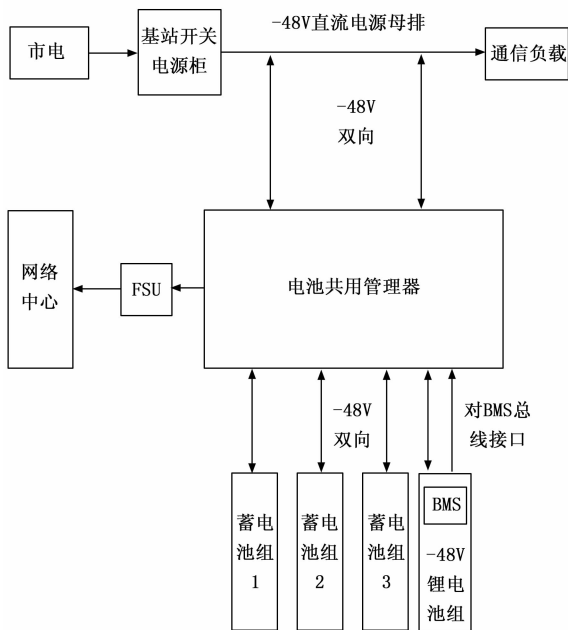 市电
基站开关
电源柜
-48V直流电源母排
通信负载
-48V
双向
网络
中心
FSU
电池共用管理器
-48V
双向
对BMS总
线接口
蓄电
池组
1
蓄电
池组
2
蓄电
池组
3
BMS
-48V
锂电
池组